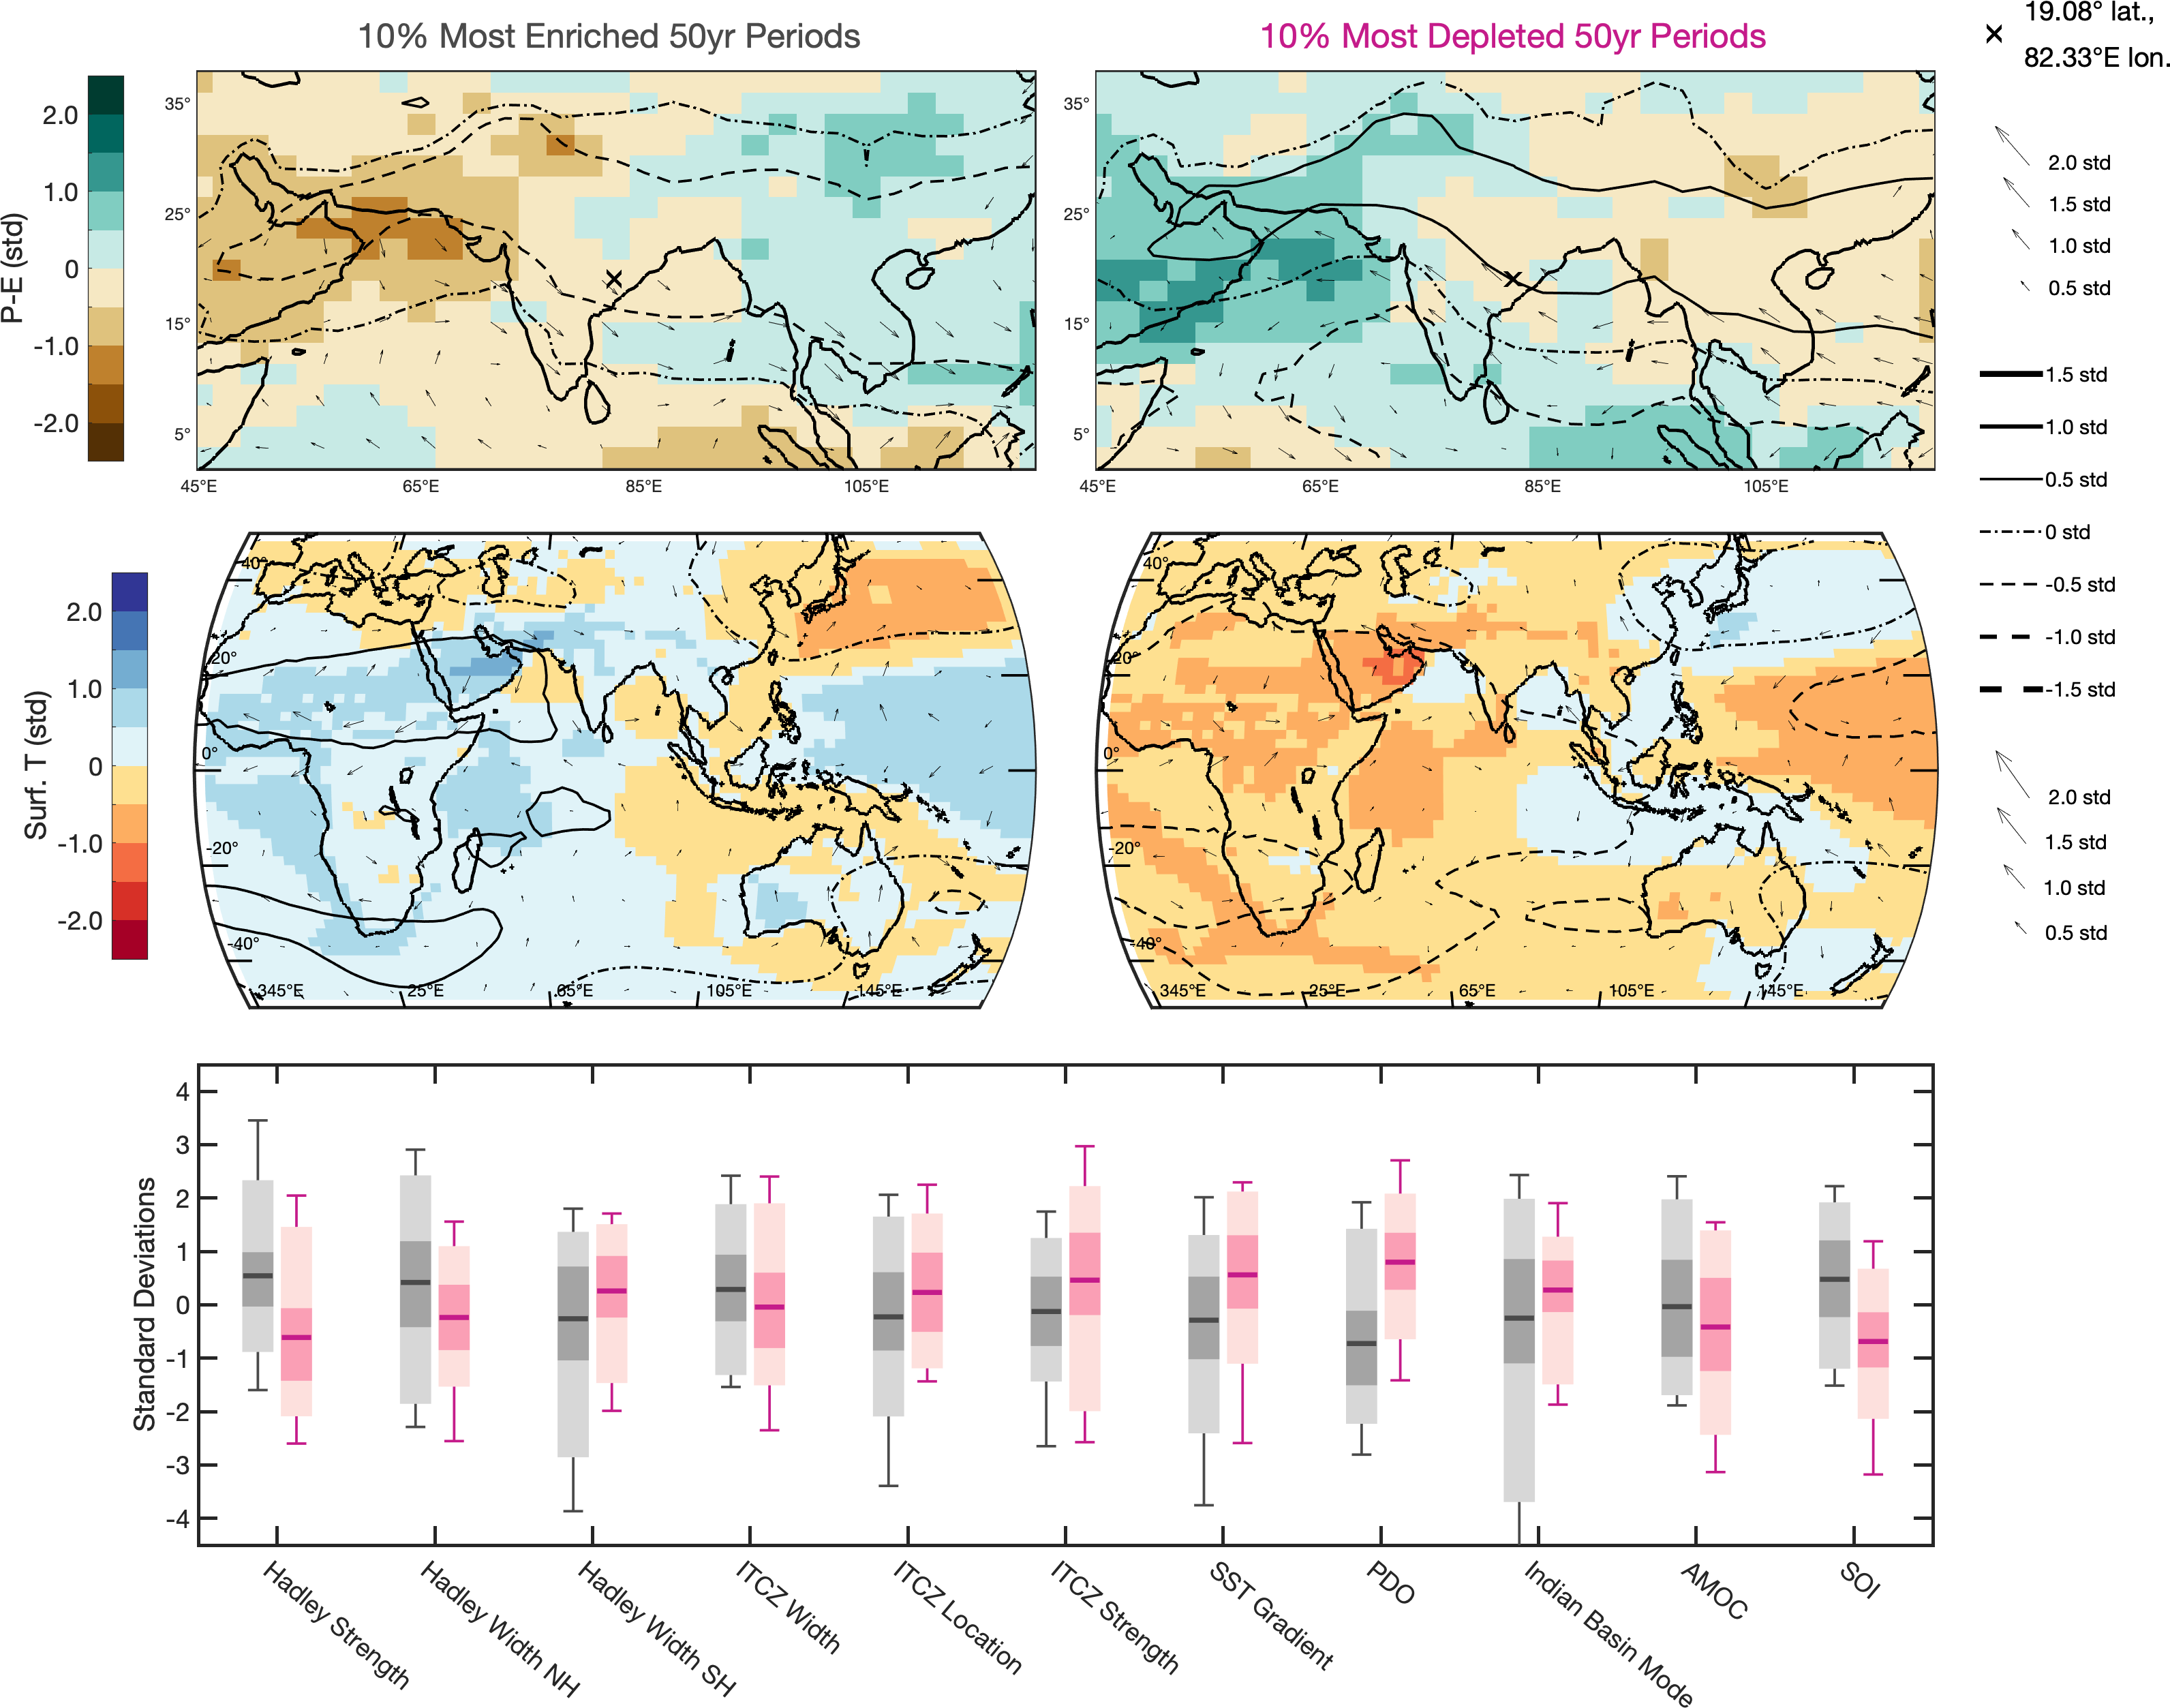 10% Most Enriched 50yr Periods
10% Most Depleted 50yr Periods
19.08° lat.,
82.33°E lon.
P-E (std)
2.0
1.0
0
-1.0
-2.0
35°
25°
15°
5°
45°E
65°E
85°E
105°E
35°
25°
15°
5°
45°E
65°E
85°E
105°E
2.0 std
1.5 std
1.0 std
0.5 std
1.5 std
1.0 std
0.5 std
0 std
-0.5 std
-1.0 std
-1.5 std
Surf. T (std)
2.0
1.0
0
-1.0
-2.0
40°
20°
0°
-20°
-40°
345°E
25°E
65°E
105°E
145°E
40°
20°
0°
-20°
-40°
345°E
25°E
65°E
105°E
145°E
2.0 std
1.5 std
1.0 std
0.5 std
Standard Deviations
4
3
2
1
0
-1
-2
-3
-4
Hadley Strength
Hadley Width NH
Hadley Width SH
ITCZ Width
ITCZ Location
ITCZ Strength
SST Gradient
PDO
Indian Basin Mode
AMOC
SOI